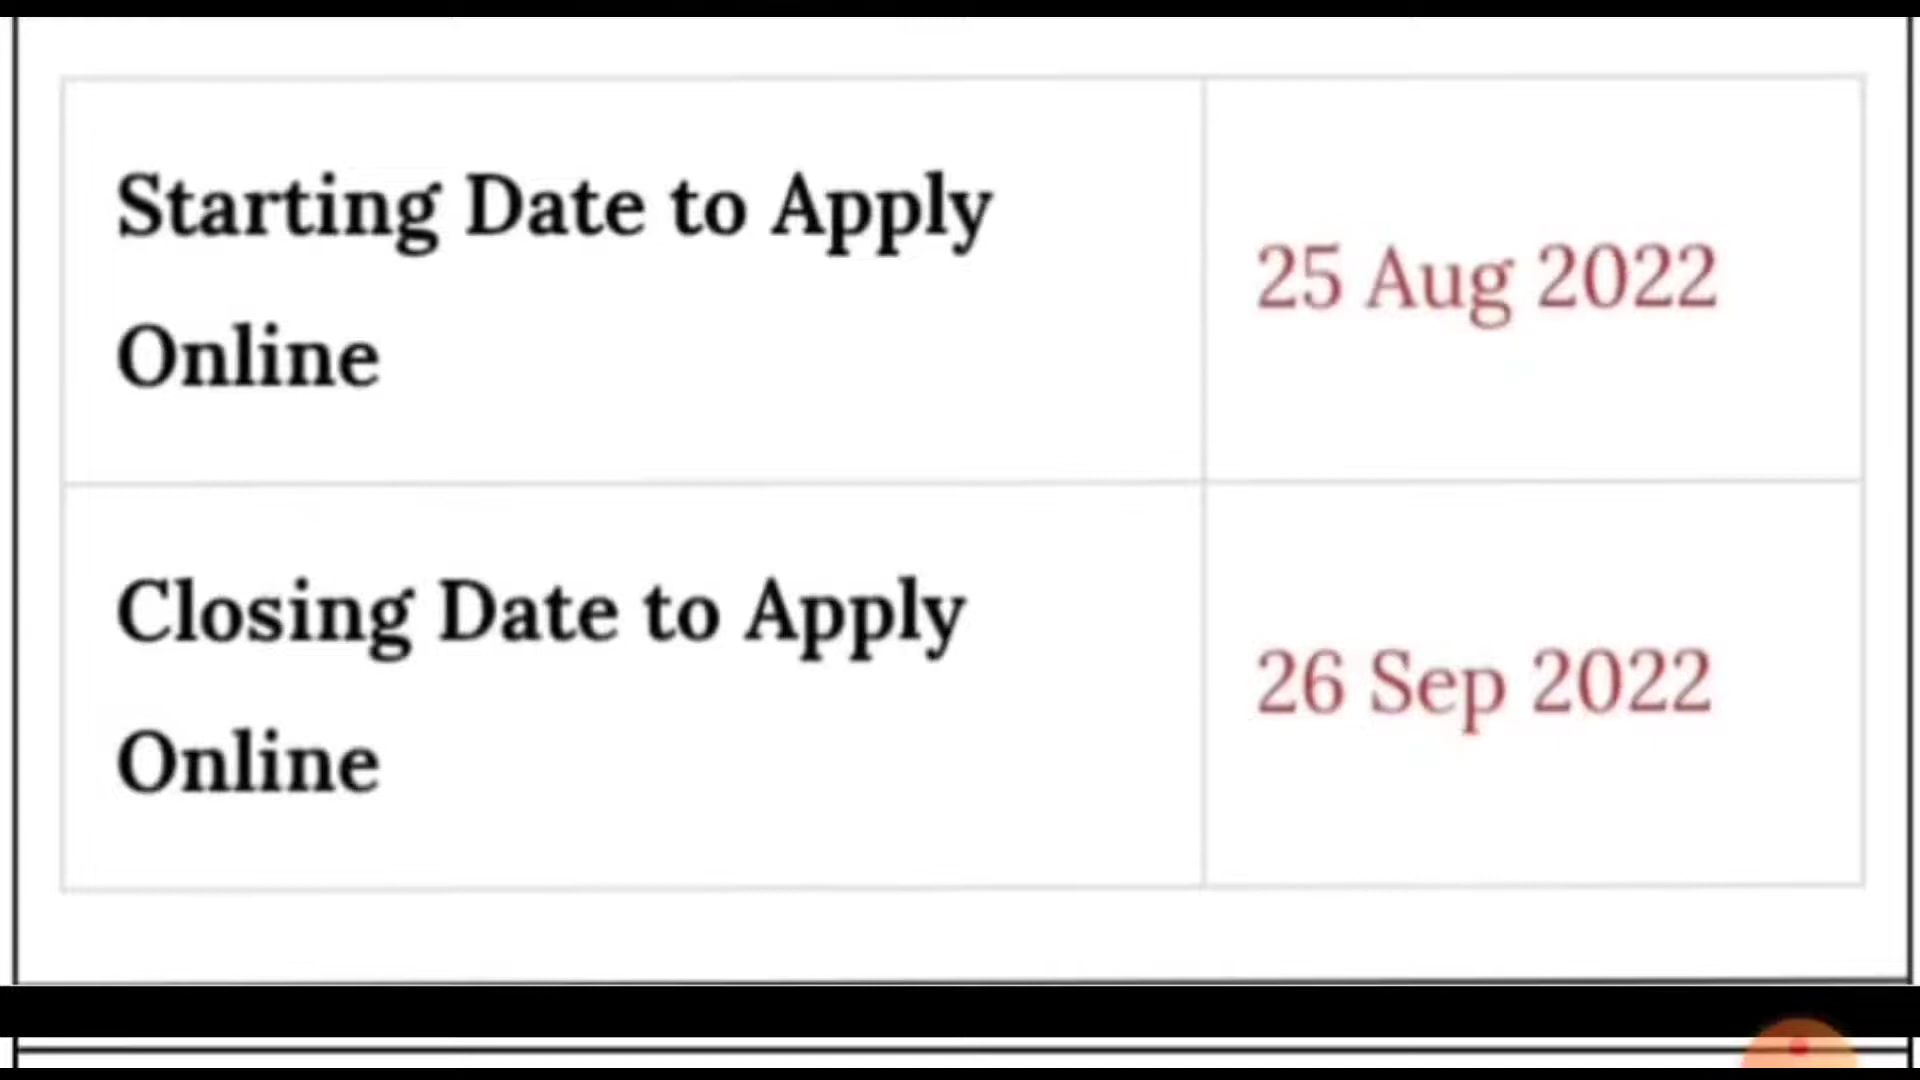 Starting Date to Apply
Online
25 Aug 2022
Closing Date to Apply
Online
26 Sep 2022